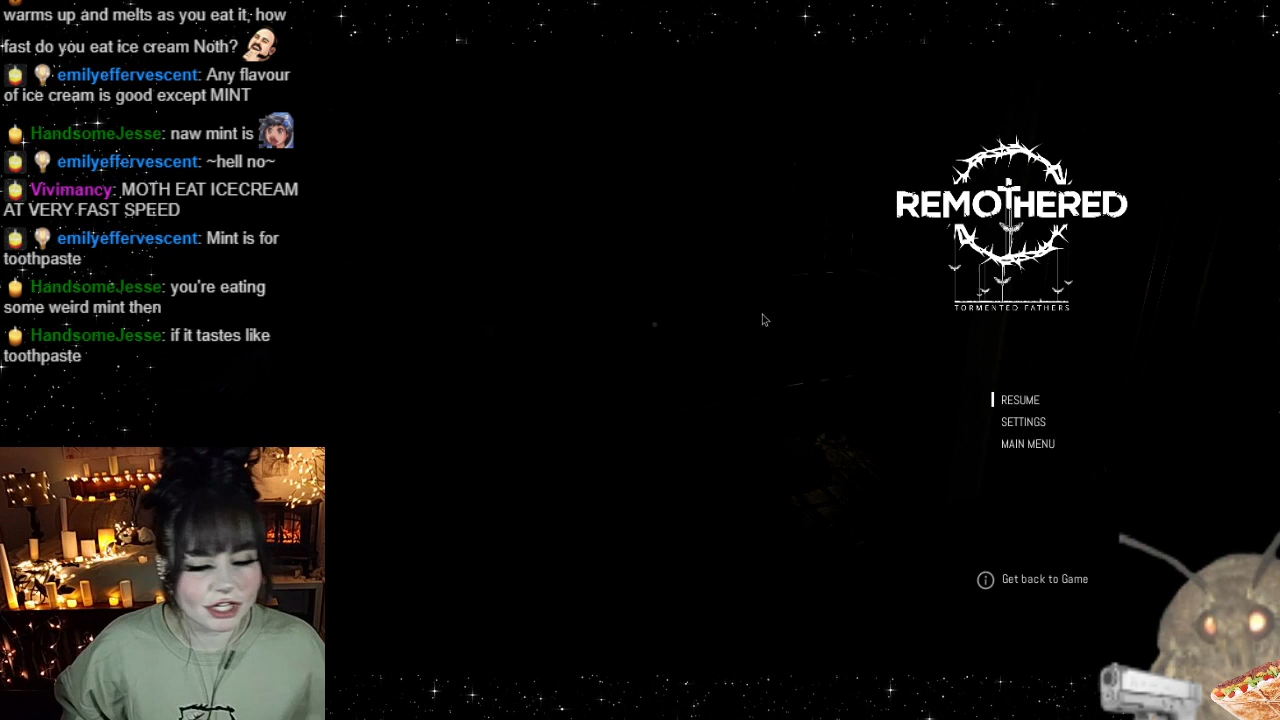 warms up and melts as you eat it, how
fast do you eat ice cream Noth?
emilyeffervescent: Any flavour
of ice cream is good except MINT
HandsomeJesse: naw mint is
emilyeffervescent: ~hell no~
Vivimancy: MOTH EAT ICECREAM
AT VERY FAST SPEED
emilyeffervescent: Mint is for
toothpaste
HandsomeJesse: you're eating
some weird mint then
HandsomeJesse: if it tastes like
toothpaste
REMOTHERED
TORMENTED FATHERS
RESUME
SETTINGS
MAIN MENU
Get back to Game